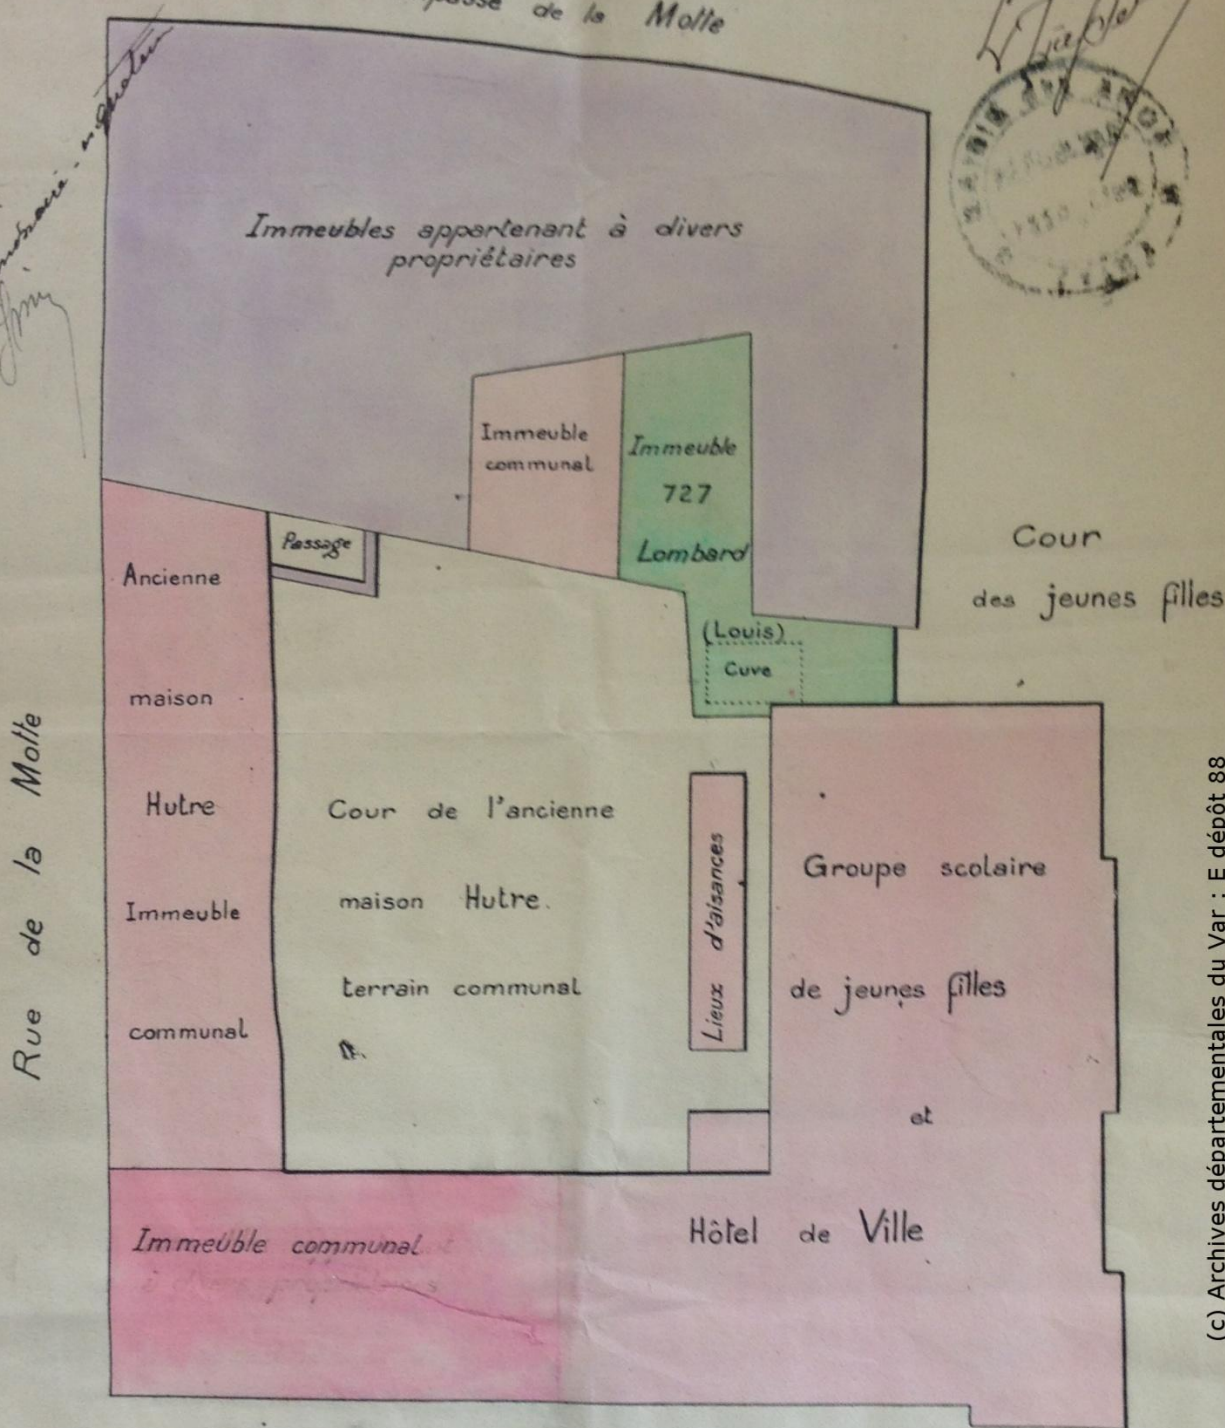 de la Motte
Immeubles appartenant à divers
propriétaires
Immeuble
communal
Immeuble
727
Lombard
(Louis)
Cuve
Passage
Cour
des jeunes filles
Ancienne
maison
Hutre
Immeuble
communal
Rue de la Motte
Cour de l'ancienne
maison Hutre.
terrain communal
Lieux d'aisances
Groupe scolaire
de jeunes filles
et
Hôtel de Ville
Immeuble communal
(c) Archives départementales du Var : E dépôt 88